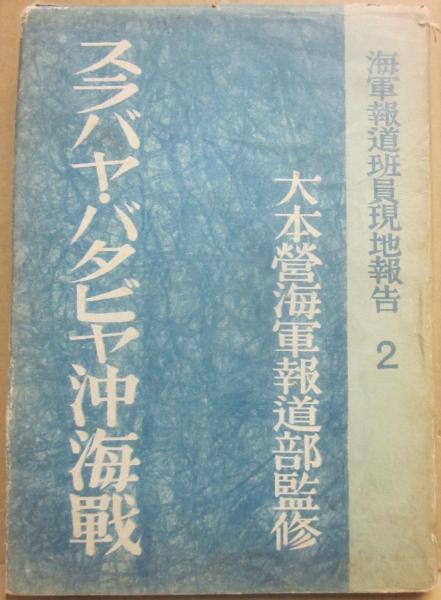 海軍報道班員現地報告 2
大本營海軍報道部監修
スラバヤ・バタビヤ沖海戰